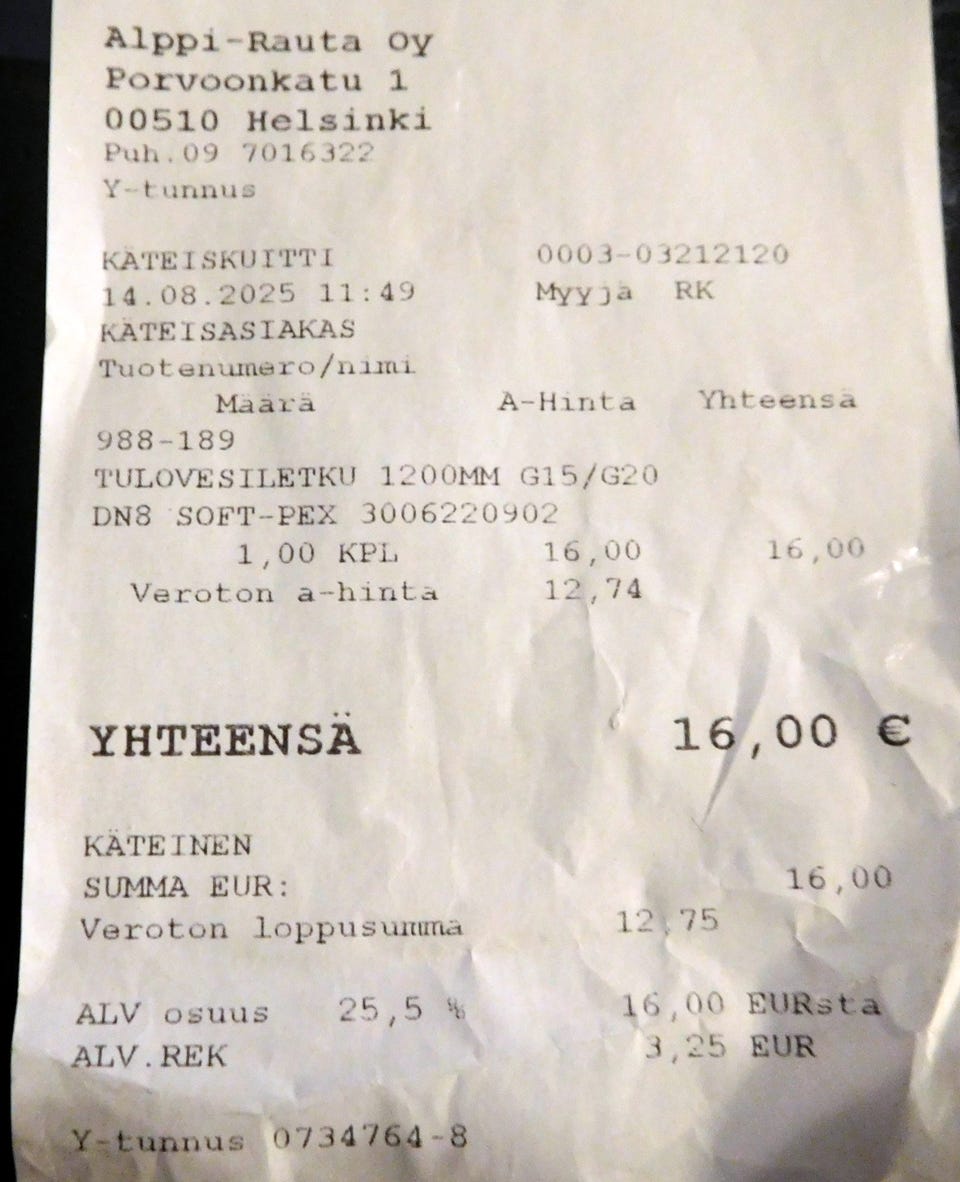 Alppi-Rauta Oy
Porvoonkatu 1
00510 Helsinki
Puh.09 7016322
Y-tunnus
KÄTEISKUITTI 0003-03212120
14.08.2025 11:49 Myyjä RK
KÄTEISASIAKAS
Tuotenumero/nimi
Määrä A-Hinta Yhteensä
988-189
TULOVESILETKU 1200MM G15/G20
DN8 SOFT-PEX 3006220902
1,00 KPL 16,00 16,00
Veroton a-hinta 12,74
YHTEENSÄ 16,00 €
KÄTEINEN
SUMMA EUR: 16,00
Veroton loppusumma 12,75
ALV osuus 25,5 % 16,00 EURsta
ALV.REK 3,25 EUR
Y-tunnus 0734764-8